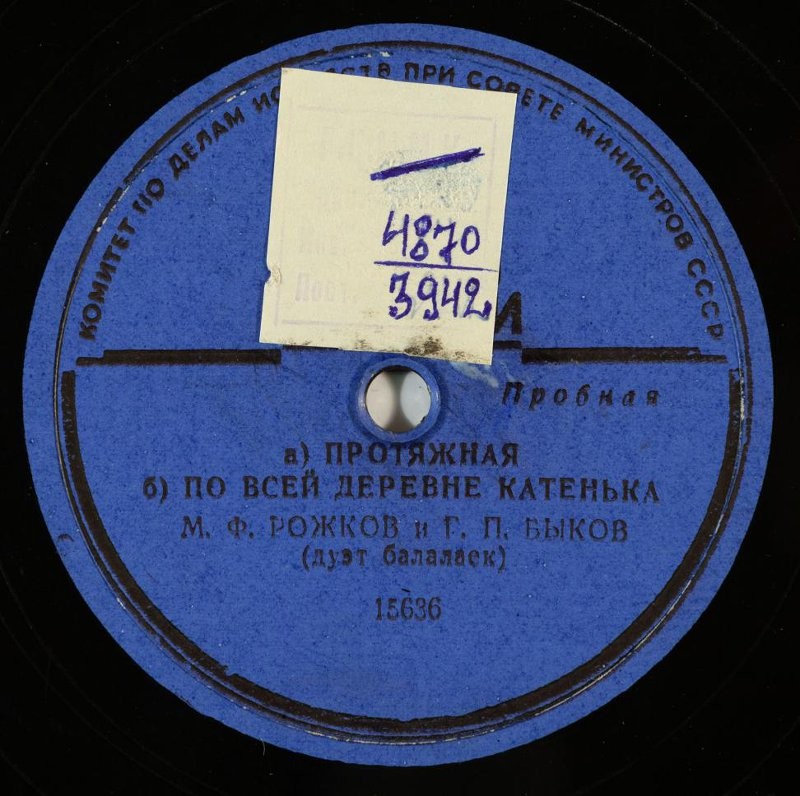 КОМИТЕТ ПО ДЕЛАМ ПРИ СОВЕТЕ МИНИСТРОВ СССР
4870
3942
Пробная
а) ПРОТЯЖНАЯ
б) ПО ВСЕЙ ДЕРЕВНЕ КАТЕНЬКА
М. Ф. РОЖКОВ и Г. П. БЫКОВ
(дуэт балалаек)
15636